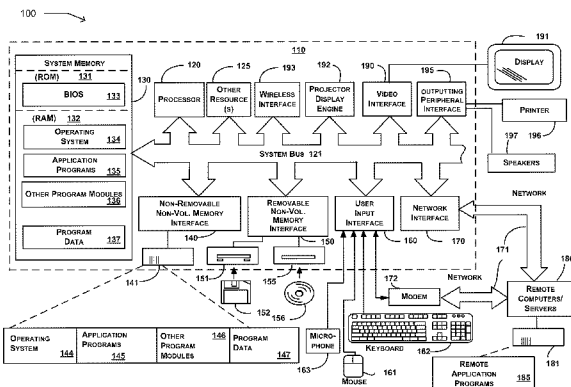 100
110
SYSTEM MEMORY
(ROM) 131
BIOS 133
130
(RAM) 132
OPERATING SYSTEM 134
APPLICATION PROGRAMS 135
OTHER PROGRAM MODULES 136
PROGRAM DATA 137
120
PROCESSOR
125
OTHER RESOURCE (S)
193
WIRELESS INTERFACE
192
PROJECTOR DISPLAY ENGINE
190
VIDEO INTERFACE
195
OUTPUTTING PERIPHERAL INTERFACE
191
DISPLAY
PRINTER
196
197
SPEAKERS
SYSTEM BUS 121
NON-REMOVABLE NON-VOL. MEMORY INTERFACE
140
REMOVABLE NON-VOL. MEMORY INTERFACE
150
USER INPUT INTERFACE
160
NETWORK INTERFACE
170
NETWORK
171
141
151
152
155
156
172
MODEM
NETWORK
REMOTE COMPUTERS/ SERVERS
181
OPERATING SYSTEM 144
APPLICATION PROGRAMS 145
OTHER PROGRAM MODULES 146
PROGRAM DATA 147
MICRO-PHONE
163
MOUSE
161
KEYBOARD
162
REMOTE APPLICATION PROGRAMS 185